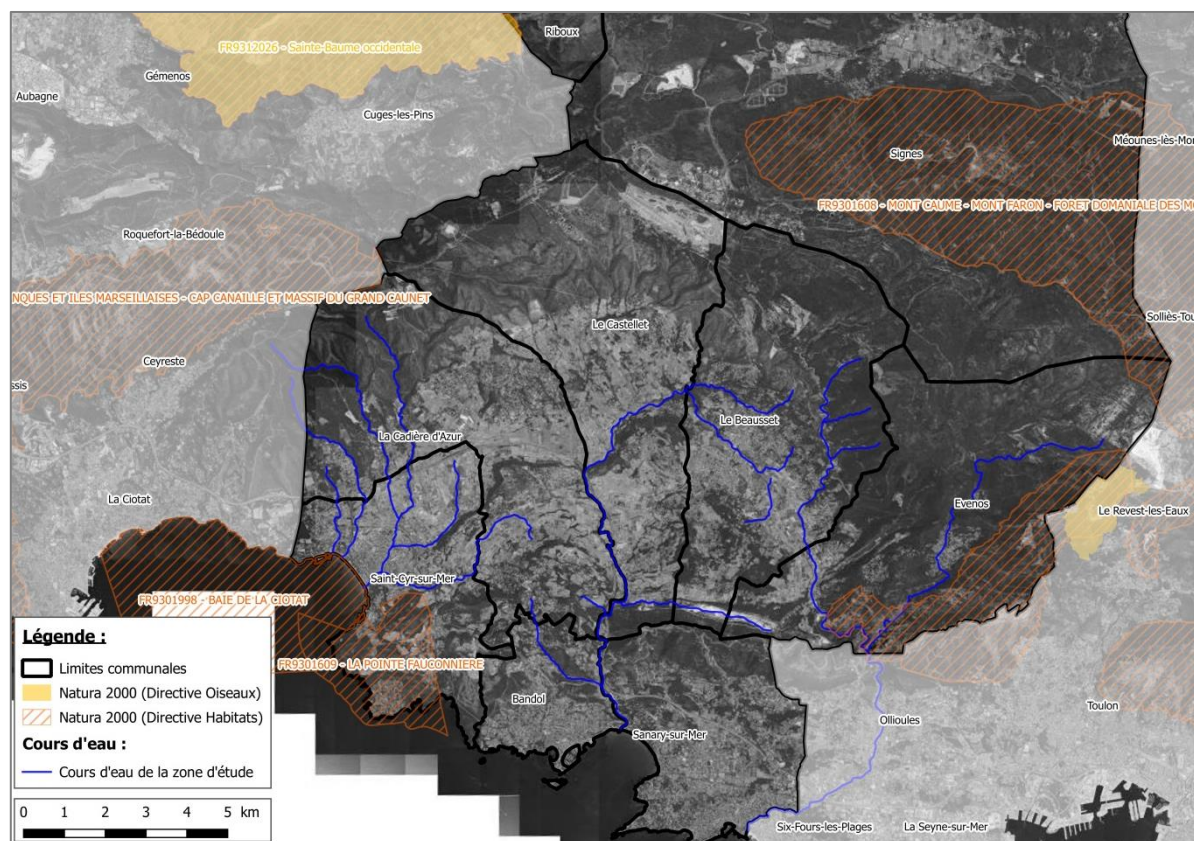 Riboux
FR9312026 - Sainte-Baume occidentale
Gémenos
Aubagne
Cuges-les-Pins
Signes
Méounes-lès-Mon
FR9301608 - MONT CAUME - MONT FARON - FORET DOMANIALE DES MO
Roquefort-la-Bédoule
NQUES ET ILES MARSEILLAISES - CAP CANAILLE ET MASSIF DU GRAND CAUNET
Le Castellet
Solliès-Tou
Ceyreste
ssis
Le Beausset
La Cadière d'Azur
La Ciotat
Evenos
Le Revest-les-Eaux
Saint-Cyr-sur-Mer
FR9301998 - BAIE DE LA CIOTAT
FR9301609 - LA POINTE FAUCONNIERE
Bandol
Sanary-sur-Mer
Ollioules
Toulon
Six-Fours-les-Plages
La Seyne-sur-Mer
Légende :
Limites communales
Natura 2000 (Directive Oiseaux)
Natura 2000 (Directive Habitats)
Cours d'eau :
Cours d'eau de la zone d'étude
0 1 2 3 4 5 km